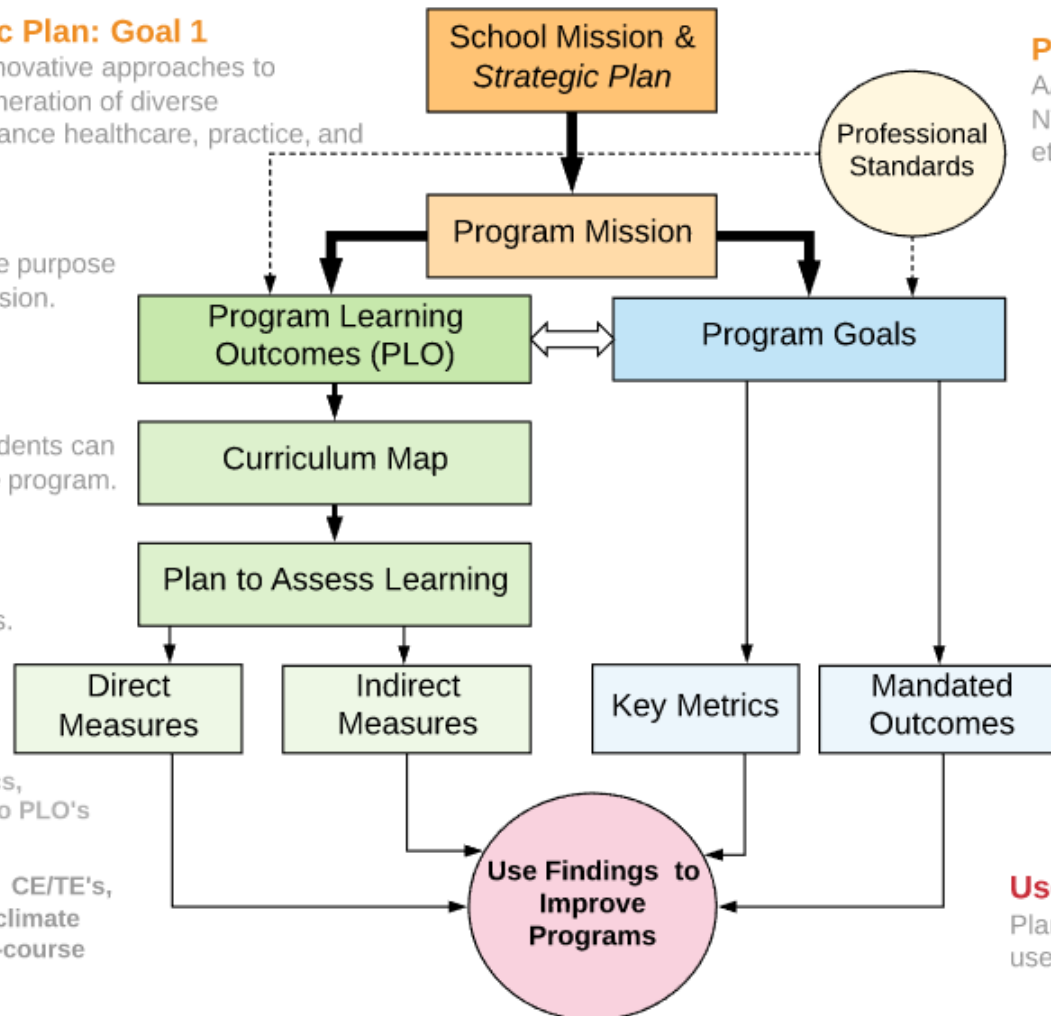 c Plan: Goal 1
novative approaches to
neration of diverse
ance healthcare, practice, and
School Mission &
Strategic Plan
P
A
N
et
Professional
Standards
Program Mission
e purpose
sion.
Program Learning
Outcomes (PLO)
Program Goals
dents can
program.
Curriculum Map
Plan to Assess Learning
s.
Direct
Measures
Indirect
Measures
Key Metrics
Mandated
Outcomes
cs,
o PLO's
CE/TE's,
climate
-course
Use Findings to
Improve
Programs
Us
Plan
use